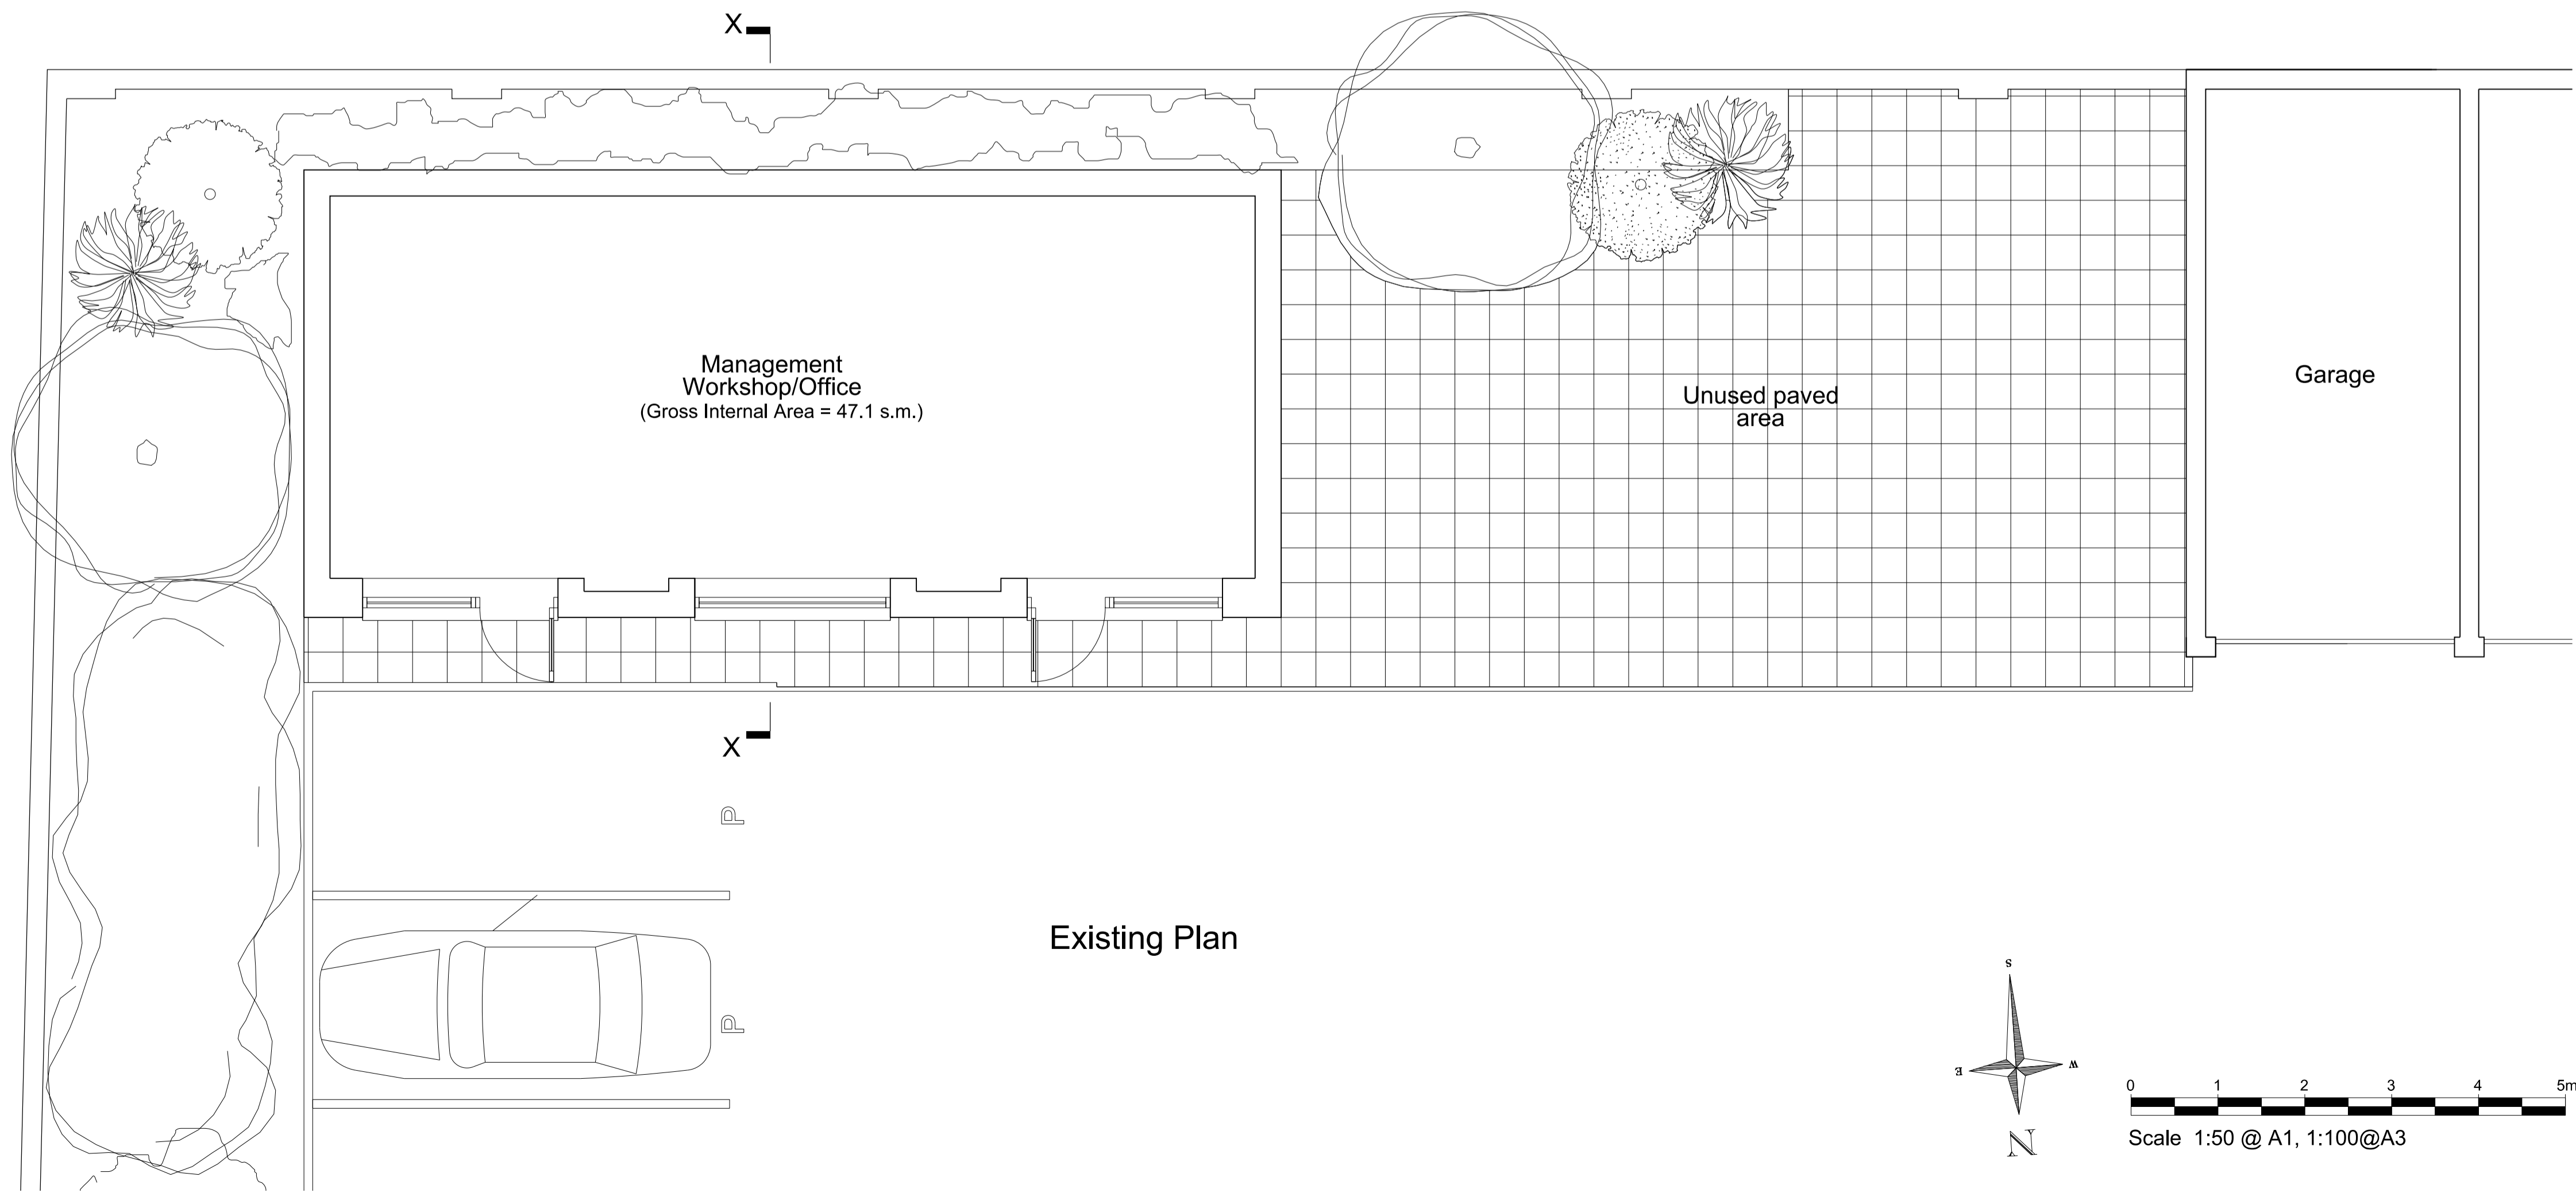 X
Management
Workshop/Office
(Gross Internal Area = 47.1 s.m.)
Unused paved
area
Garage
X
P
P
Existing Plan
S
E
W
N
0 1 2 3 4 5m
Scale 1:50 @ A1, 1:100@A3